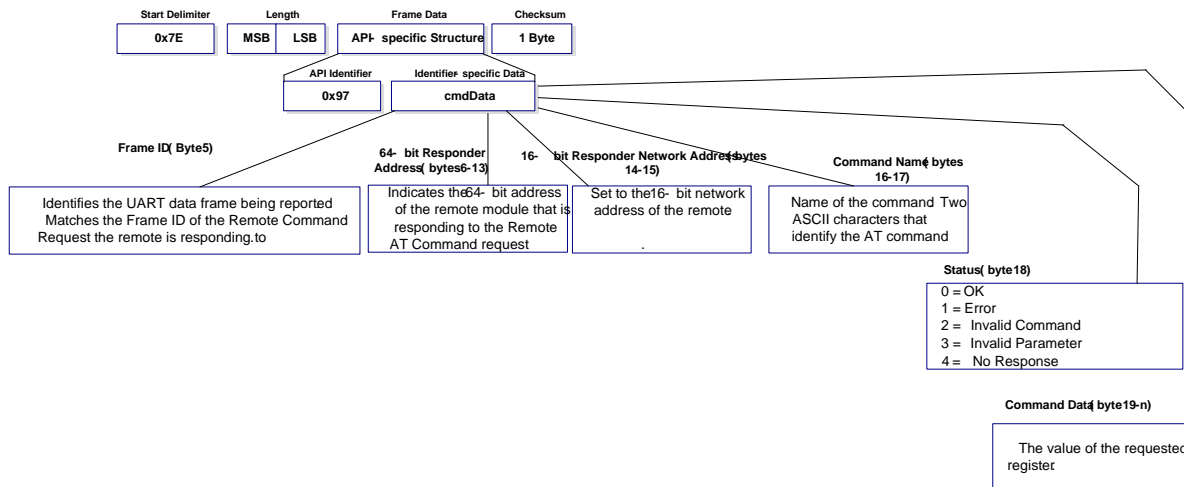 Start Delimiter
Length
Frame Data
Checksum
0x7E
MSB
LSB
API- specific Structure
1 Byte
API Identifier
Identifier- specific Data
0x97
cmdData
Frame ID( Byte5)
64- bit Responder
Address( bytes6-13)
16- bit Responder Network Address( bytes
14-15)
Command Name( bytes
16-17)
Identifies the UART data frame being reported
Matches the Frame ID of the Remote Command
Request the remote is responding.to
Indicates the64- bit address
of the remote module that is
responding to the Remote
AT Command request
Set to the16- bit network
address of the remote
.
Name of the command Two
ASCII characters that
identify the AT command
Status( byte18)
0 = OK
1 = Error
2 = Invalid Command
3 = Invalid Parameter
4 = No Response
Command Data( byte19-n)
The value of the requested
register.